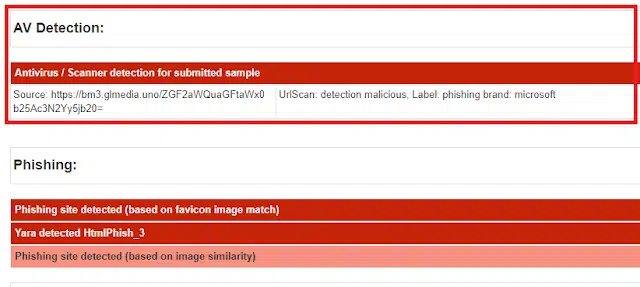 AV Detection:
Antivirus / Scanner detection for submitted sample
Source: https://bm3.glmedia.uno/ZGF2aWQuaGFtaWx0
b25Ac3N2Yy5jb20=
UrlScan: detection malicious, Label: phishing brand: microsoft
Phishing:
Phishing site detected (based on favicon image match)
Yara detected HtmlPhish_3
Phishing site detected (based on image similarity)